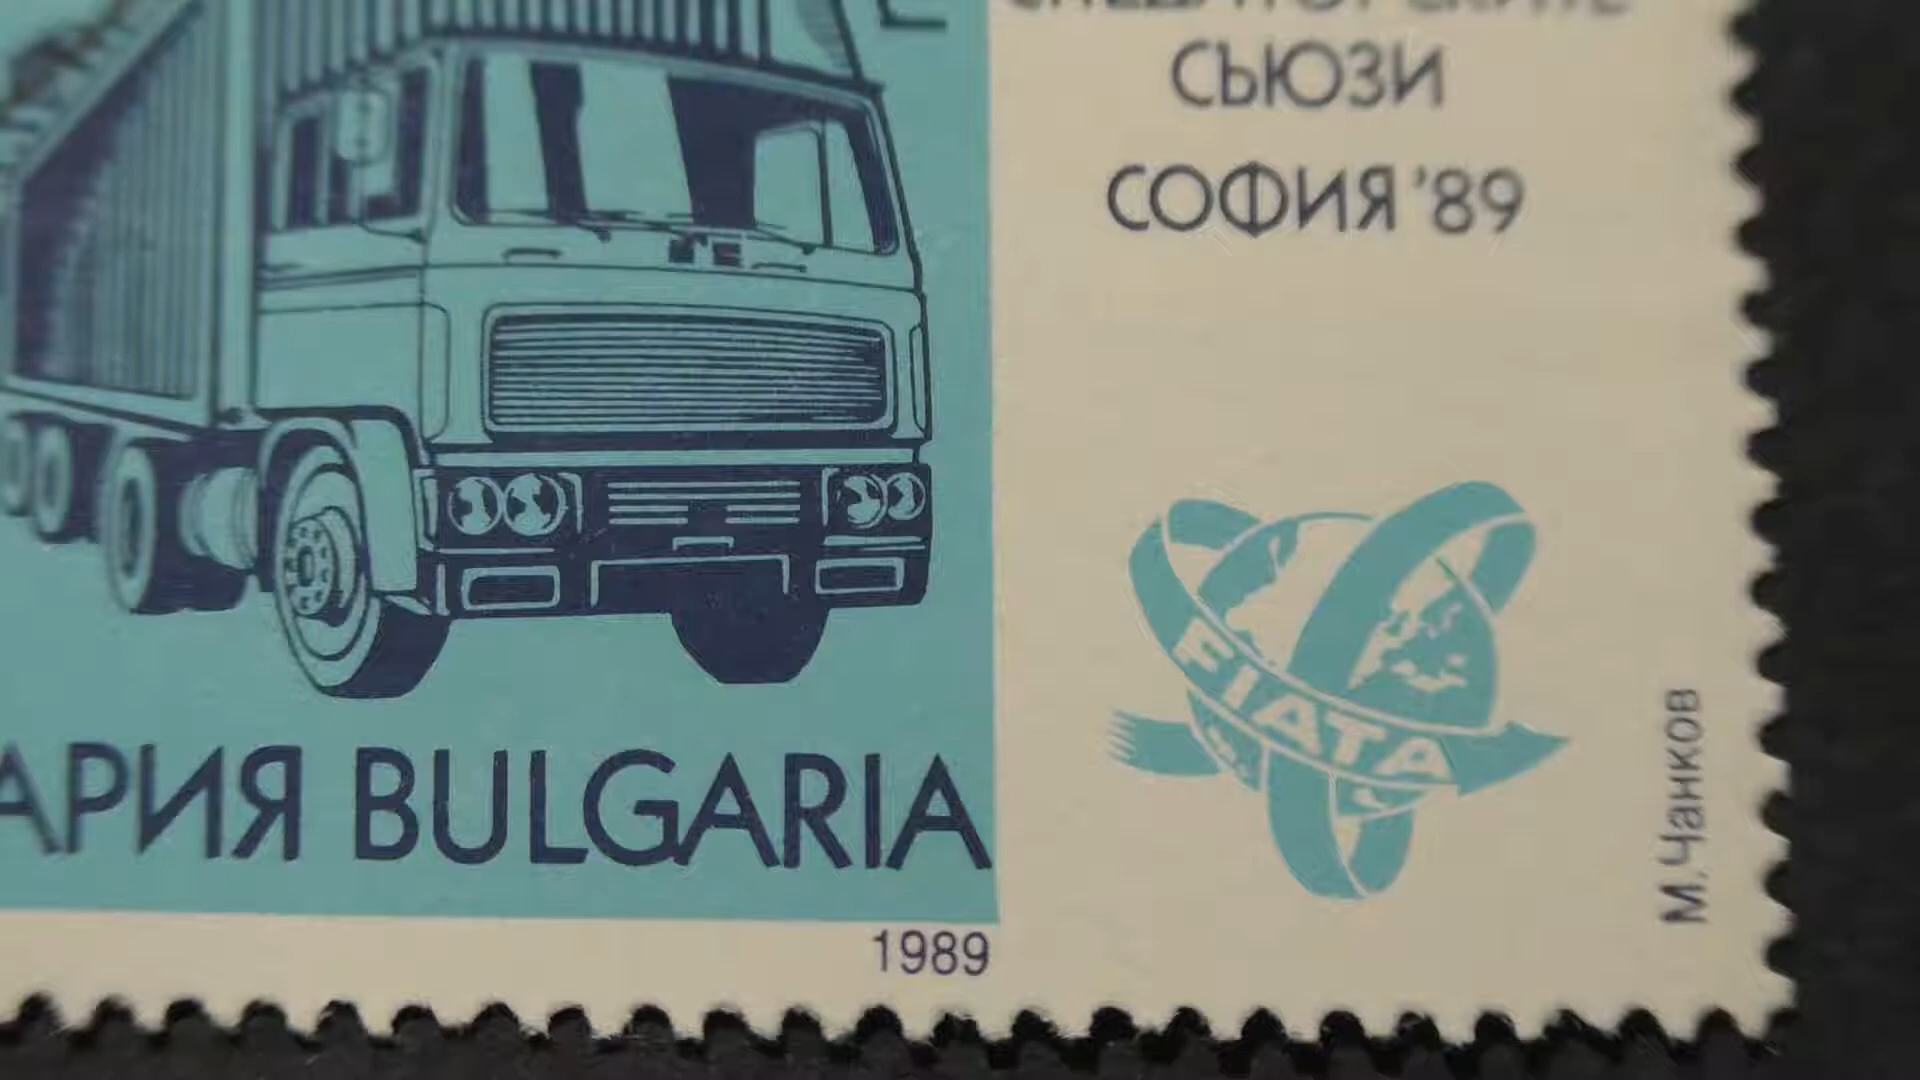 СЪЮЗИ
СОФИЯ '89
FIATA
АРИЯ BULGARIA
1989
М. Чанков